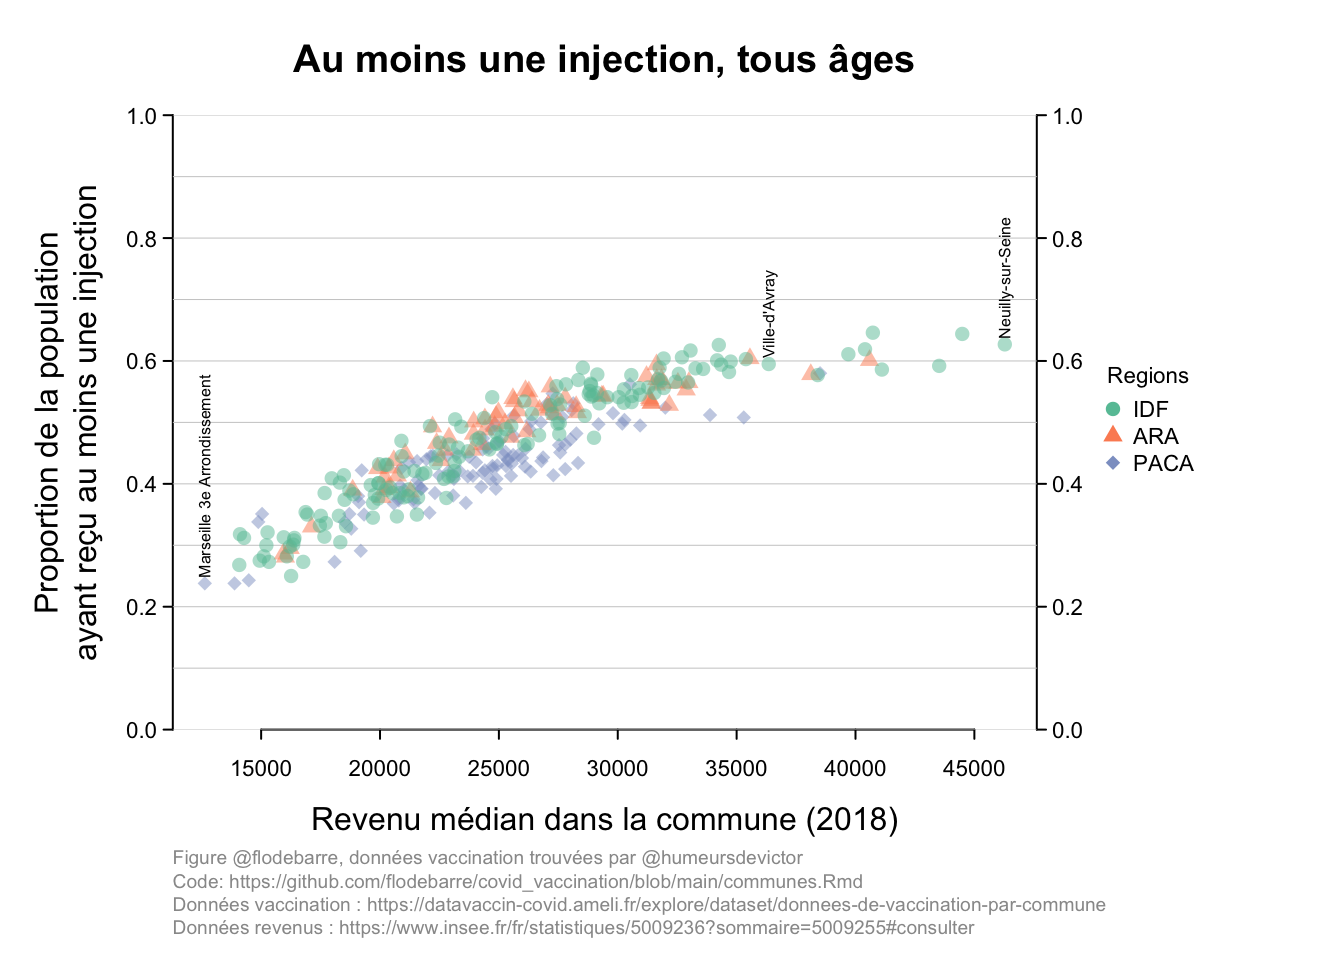 Au moins une injection, tous âges
Proportion de la population
ayant reçu au moins une injection
1.0
0.8
0.6
0.4
0.2
0.0
Marseille 3e Arrondissement
Ville-d'Avray
Neuilly-sur-Seine
1.0
0.8
0.6
0.4
0.2
0.0
Regions
IDF
ARA
PACA
15000 20000 25000 30000 35000 40000 45000
Revenu médian dans la commune (2018)
Figure @flodebarre, données vaccination trouvées par @humeursdevictor
Code: https://github.com/flodebarre/covid_vaccination/blob/main/communes.Rmd
Données vaccination : https://datavaccin-covid.ameli.fr/explore/dataset/donnees-de-vaccination-par-commune
Données revenus : https://www.insee.fr/fr/statistiques/5009236?sommaire=5009255#consulter